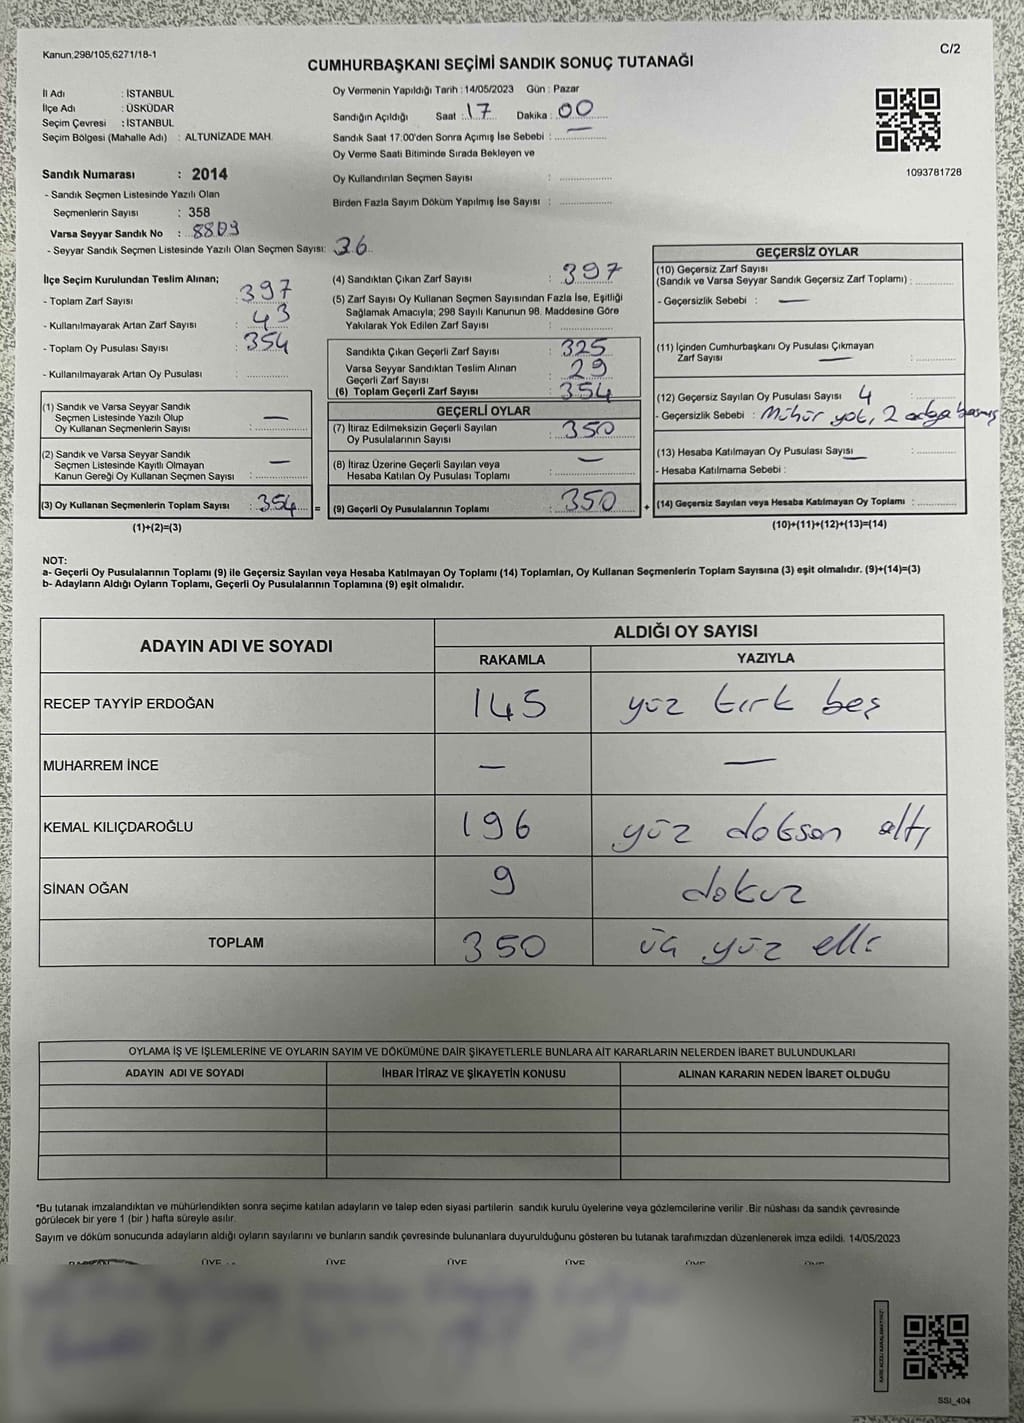 Kanun;298/105,6271/18-1
C/2
CUMHURBAŞKANI SEÇİMİ SANDIK SONUÇ TUTANAĞI
İl Adı : İSTANBUL
İlçe Adı : ÜSKÜDAR
Seçim Çevresi : İSTANBUL
Seçim Bölgesi (Mahalle Adı) : ALTUNİZADE MAH.
Oy Vermenin Yapıldığı Tarih : 14/05/2023 Gün : Pazar
Sandığın Açıldığı Saat : 17 Dakika : 00
Sandık Saat 17:00'den Sonra Açımış İse Sebebi : —
Oy Verme Saati Bitiminde Sırada Bekleyen ve
Oy Kullandırılan Seçmen Sayısı :
Birden Fazla Sayım Döküm Yapılmış İse Sayısı :
1093781728
Sandık Numarası : 2014
- Sandık Seçmen Listesinde Yazılı Olan
Seçmenlerin Sayısı : 358
Varsa Seyyar Sandık No : 8809
- Seyyar Sandık Seçmen Listesinde Yazılı Olan Seçmen Sayısı: 36
İlçe Seçim Kurulundan Teslim Alınan;
- Toplam Zarf Sayısı : 397
- Kullanılmayarak Artan Zarf Sayısı : 43
- Toplam Oy Pusulası Sayısı : 354
- Kullanılmayarak Artan Oy Pusulası :
(1) Sandık ve Varsa Seyyar Sandık
Seçmen Listesinde Yazılı Olup
Oy Kullanan Seçmenlerin Sayısı : —
(2) Sandık ve Varsa Seyyar Sandık
Seçmen Listesinde Kayıtlı Olmayan
Kanun Gereği Oy Kullanan Seçmen Sayısı : —
(3) Oy Kullanan Seçmenlerin Toplam Sayısı : 354 =
(1)+(2)=(3)
(4) Sandıktan Çıkan Zarf Sayısı : 397
(5) Zarf Sayısı Oy Kullanan Seçmen Sayısından Fazla İse, Eşitliği
Sağlamak Amacıyla; 298 Sayılı Kanunun 98. Maddesine Göre
Yakılarak Yok Edilen Zarf Sayısı :
Sandıkta Çıkan Geçerli Zarf Sayısı : 325
Varsa Seyyar Sandıktan Teslim Alınan
Geçerli Zarf Sayısı : 29
(6) Toplam Geçerli Zarf Sayısı : 354
GEÇERLİ OYLAR
(7) İtiraz Edilmeksizin Geçerli Sayılan
Oy Pusulalarının Sayısı : 350
(8) İtiraz Üzerine Geçerli Sayılan veya
Hesaba Katılan Oy Pusulası Toplamı : —
(9) Geçerli Oy Pusulalarının Toplamı : 350 +
GEÇERSİZ OYLAR
(10) Geçersiz Zarf Sayısı
(Sandık ve Varsa Seyyar Sandık Geçersiz Zarf Toplamı) :
- Geçersizlik Sebebi : —
(11) İçinden Cumhurbaşkanı Oy Pusulası Çıkmayan
Zarf Sayısı — :
(12) Geçersiz Sayılan Oy Pusulası Sayısı 4 :
- Geçersizlik Sebebi : Mühür yok, 2 adaya basmış
(13) Hesaba Katılmayan Oy Pusulası Sayısı — :
- Hesaba Katılmama Sebebi :
(14) Geçersiz Sayılan veya Hesaba Katılmayan Oy Toplamı :
(10)+(11)+(12)+(13)=(14)
NOT:
a- Geçerli Oy Pusulalarının Toplamı (9) ile Geçersiz Sayılan veya Hesaba Katılmayan Oy Toplamı (14) Toplamları, Oy Kullanan Seçmenlerin Toplam Sayısına (3) eşit olmalıdır. (9)+(14)=(3)
b- Adayların Aldığı Oyların Toplamı, Geçerli Oy Pusulalarının Toplamına (9) eşit olmalıdır.
ADAYIN ADI VE SOYADI
ALDIĞI OY SAYISI
RAKAMLA YAZIYLA
RECEP TAYYİP ERDOĞAN 145 yüz kırk beş
MUHARREM İNCE — —
KEMAL KILIÇDAROĞLU 196 yüz doksan altı
SİNAN OĞAN 9 dokuz
TOPLAM 350 üç yüz elli
OYLAMA İŞ VE İŞLEMLERİNE VE OYLARIN SAYIM VE DÖKÜMÜNE DAİR ŞİKAYETLERLE BUNLARA AİT KARARLARIN NELERDEN İBARET BULUNDUKLARI
ADAYIN ADI VE SOYADI İHBAR İTİRAZ VE ŞİKAYETİN KONUSU ALINAN KARARIN NEDEN İBARET OLDUĞU
*Bu tutanak imzalandıktan ve mühürlendikten sonra seçime katılan adayların ve talep eden siyasi partilerin sandık kurulu üyelerine veya gözlemcilerine verilir .Bir nüshası da sandık çevresinde
görülecek bir yere 1 (bir ) hafta süreyle asılır.
Sayım ve döküm sonucunda adayların aldığı oyların sayılarını ve bunların sandık çevresinde bulunanlara duyurulduğunu gösteren bu tutanak tarafımızdan düzenlenerek imza edildi. 14/05/2023
ÜYE ÜYE ÜYE ÜYE ÜYE ÜYE
SSI_404